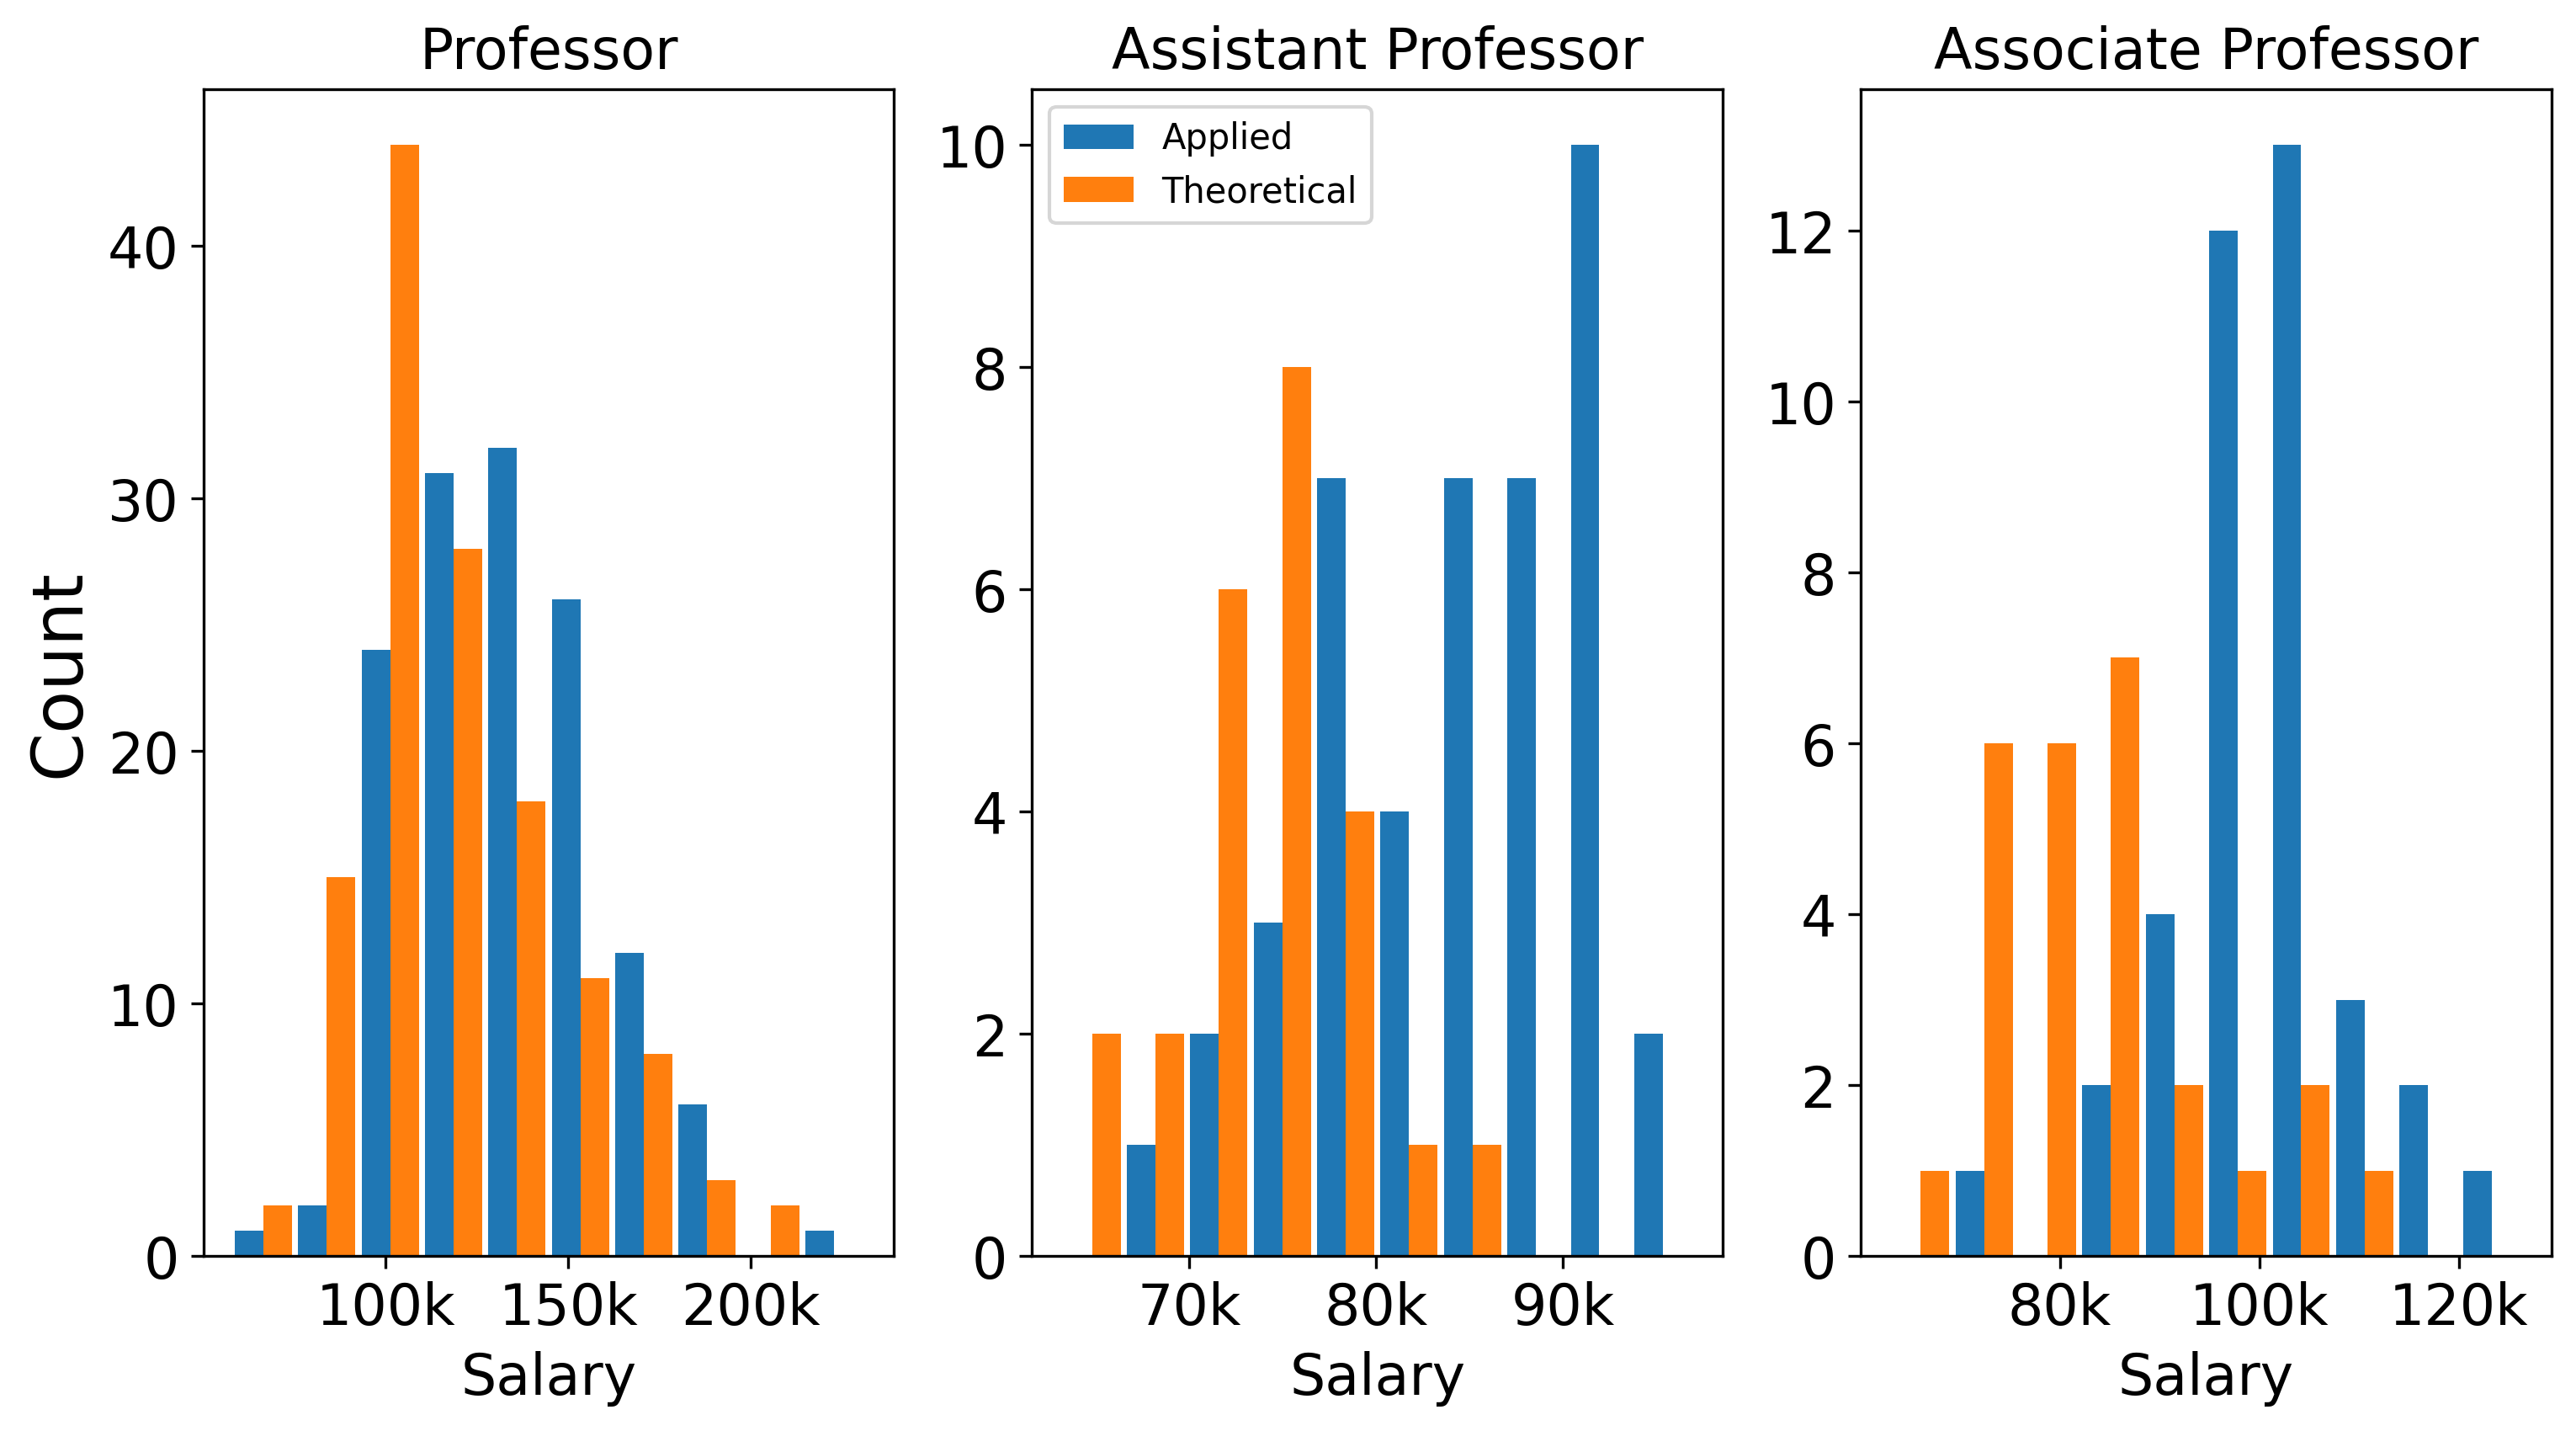 Professor
Assistant Professor
Associate Professor
Count
40
30
20
10
0
100k
150k
200k
Salary
Applied
Theoretical
10
8
6
4
2
0
70k
80k
90k
Salary
12
10
8
6
4
2
0
80k
100k
120k
Salary